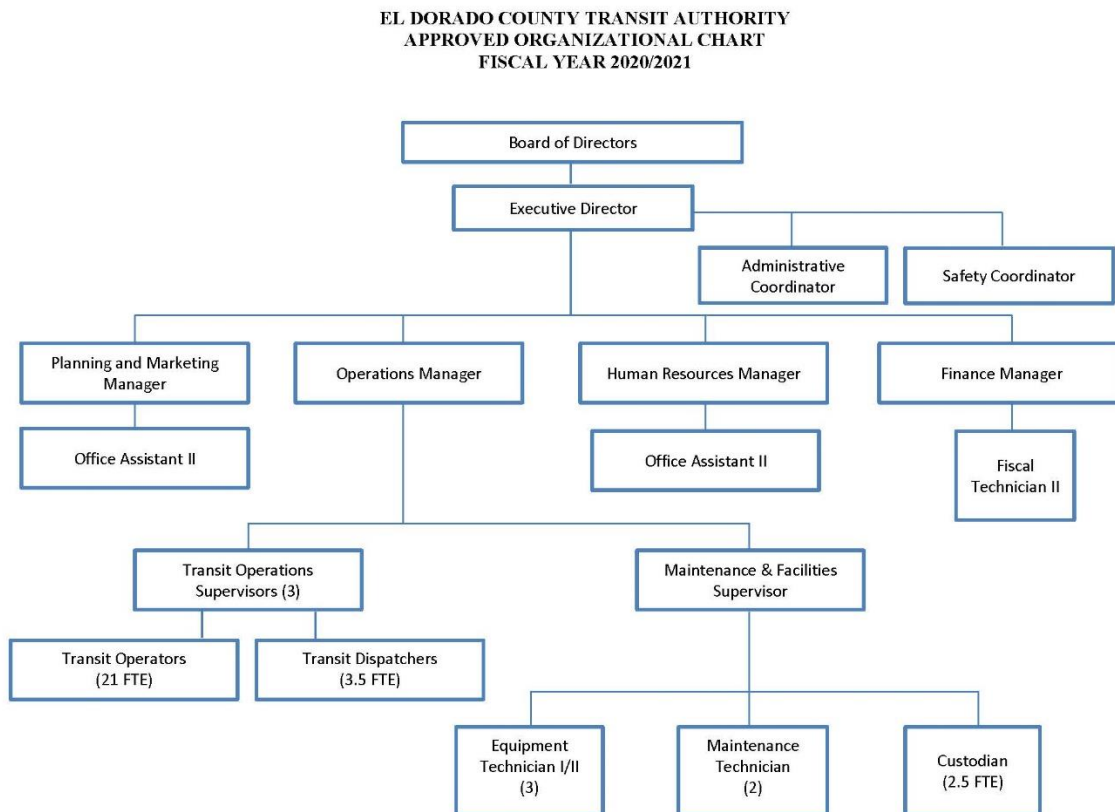 EL DORADO COUNTY TRANSIT AUTHORITY
APPROVED ORGANIZATIONAL CHART
FISCAL YEAR 2020/2021
Board of Directors
Executive Director
Administrative
Coordinator
Safety Coordinator
Planning and Marketing
Manager
Operations Manager
Human Resources Manager
Finance Manager
Office Assistant II
Office Assistant II
Fiscal
Technician II
Transit Operations
Supervisors (3)
Maintenance & Facilities
Supervisor
Transit Operators
(21 FTE)
Transit Dispatchers
(3.5 FTE)
Equipment
Technician I/II
(3)
Maintenance
Technician
(2)
Custodian
(2.5 FTE)